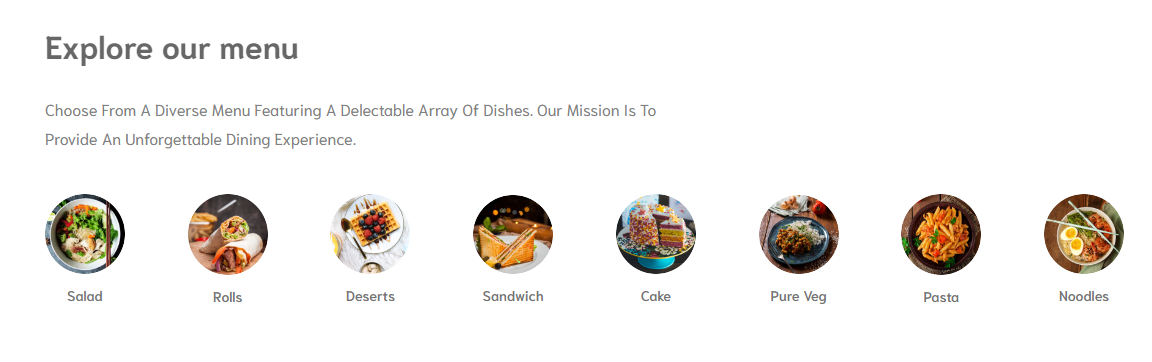 Explore our menu
Choose From A Diverse Menu Featuring A Delectable Array Of Dishes. Our Mission Is To
Provide An Unforgettable Dining Experience.
Salad
Rolls
Deserts
Sandwich
Cake
Pure Veg
Pasta
Noodles